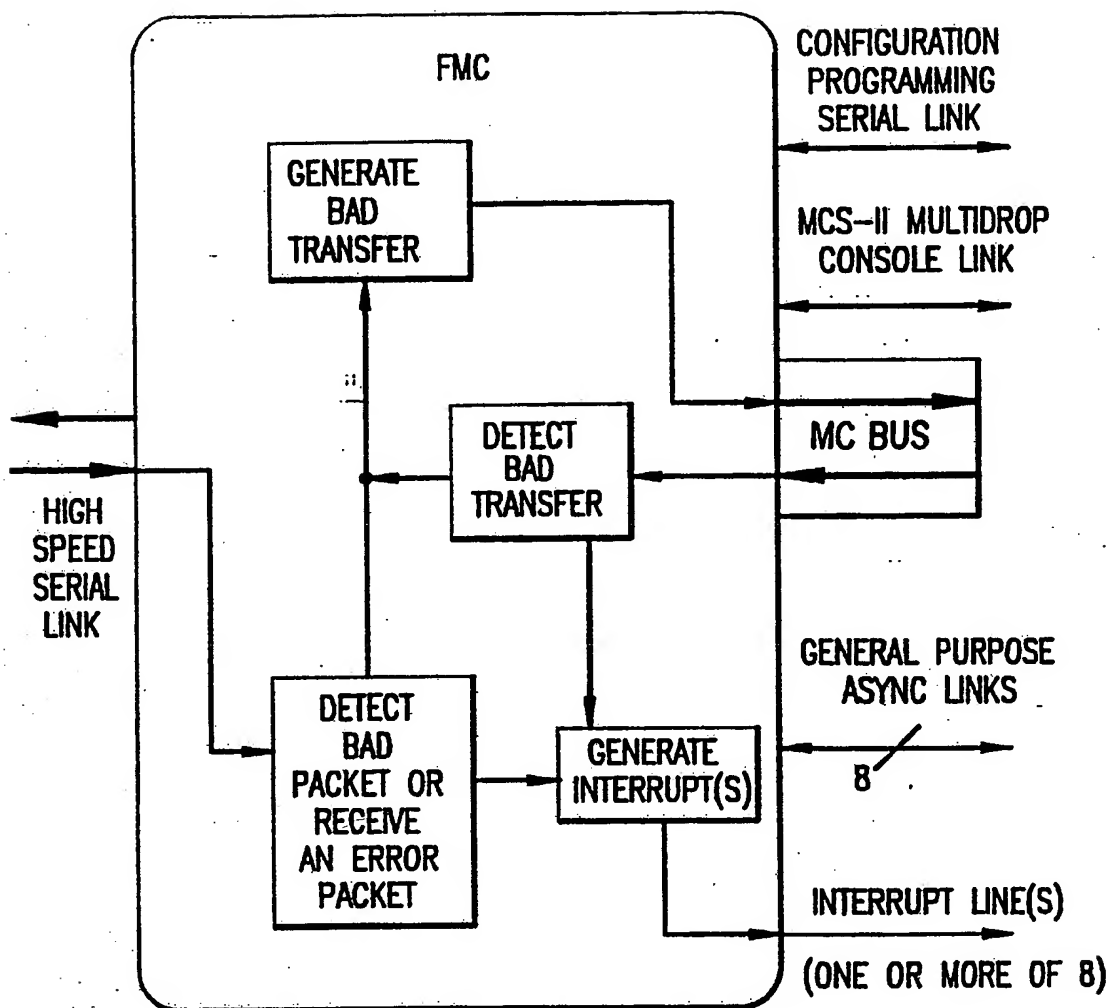 FMC
CONFIGURATION
PROGRAMMING
SERIAL LINK
GENERATE
BAD
TRANSFER
MCS-II MULTIDROP
CONSOLE LINK
DETECT
BAD
TRANSFER
MC BUS
HIGH
SPEED
SERIAL
LINK
GENERAL PURPOSE
ASYNC LINKS
8
DETECT
BAD
PACKET OR
RECEIVE
AN ERROR
PACKET
GENERATE
INTERRUPT(S)
INTERRUPT LINE(S)
(ONE OR MORE OF 8)